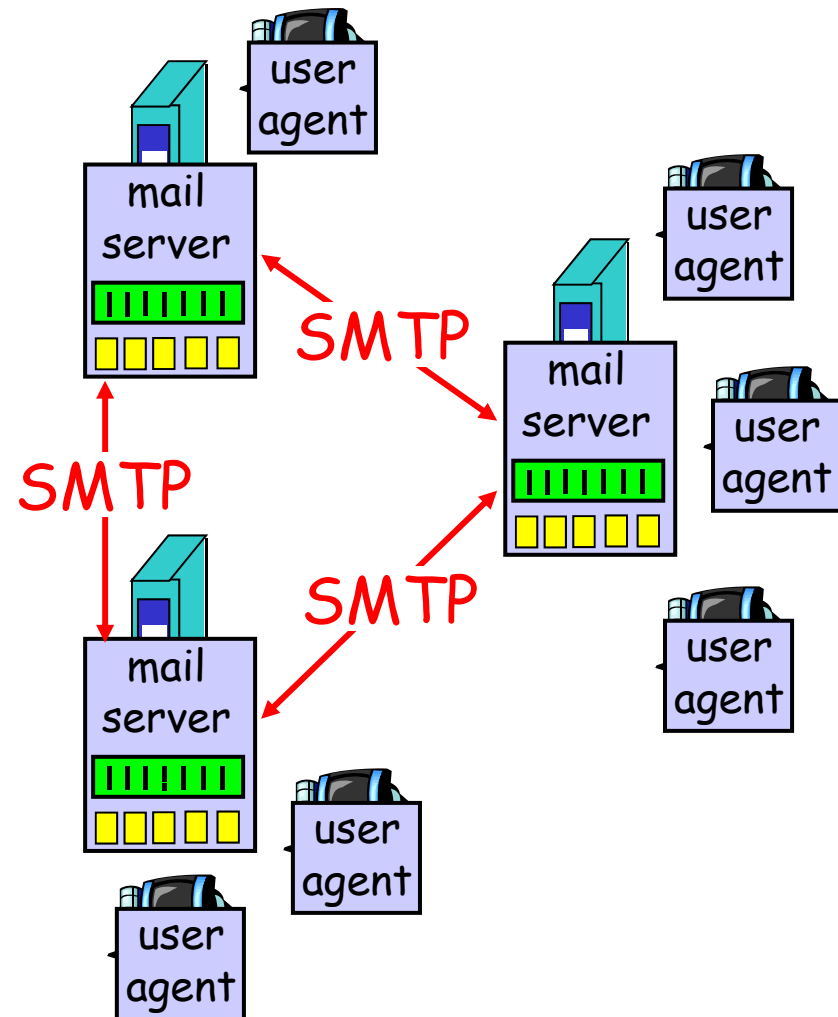 user
agent
mail
server
user
agent
SMTP
mail
server
user
agent
SMTP
SMTP
user
agent
mail
server
user
agent
user
agent